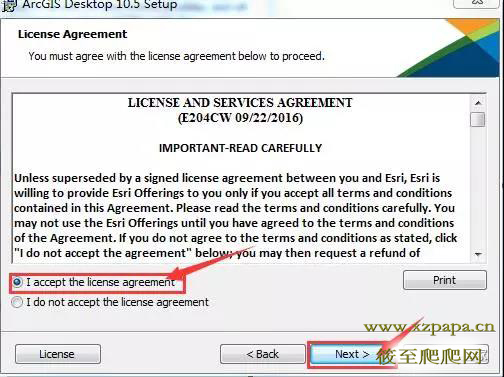 ArcGIS Desktop 10.5 Setup
License Agreement
You must agree with the license agreement below to proceed.
LICENSE AND SERVICES AGREEMENT
(E204CW 09/22/2016)
IMPORTANT-READ CAREFULLY
Unless superseded by a signed license agreement between you and Esri, Esri is
willing to provide Esri Offerings to you only if you accept all terms and conditions
contained in this Agreement. Please read the terms and conditions carefully. You
may not use the Esri Offerings until you have agreed to the terms and conditions
of the Agreement. If you do not agree to the terms and conditions as stated, click
"I do not accept the agreement" below; you may then request a refund of
I accept the license agreement
Print
I do not accept the license agreement
www.xzpapa.cn
License
< Back
Next >
筱至爬爬网